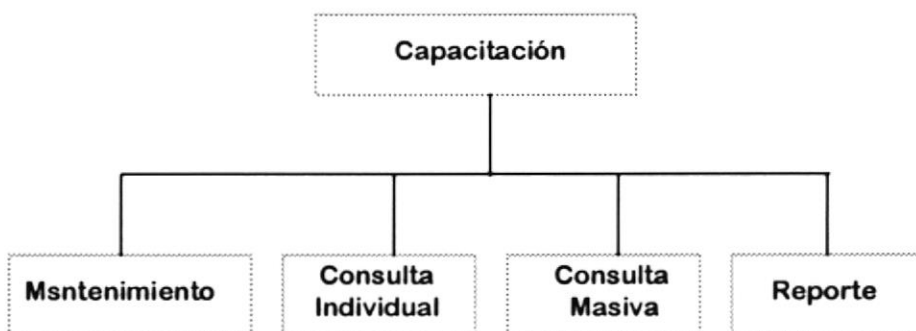 Capacitación
Msntenimiento
Consulta
Individual
Consulta
Masiva
Reporte